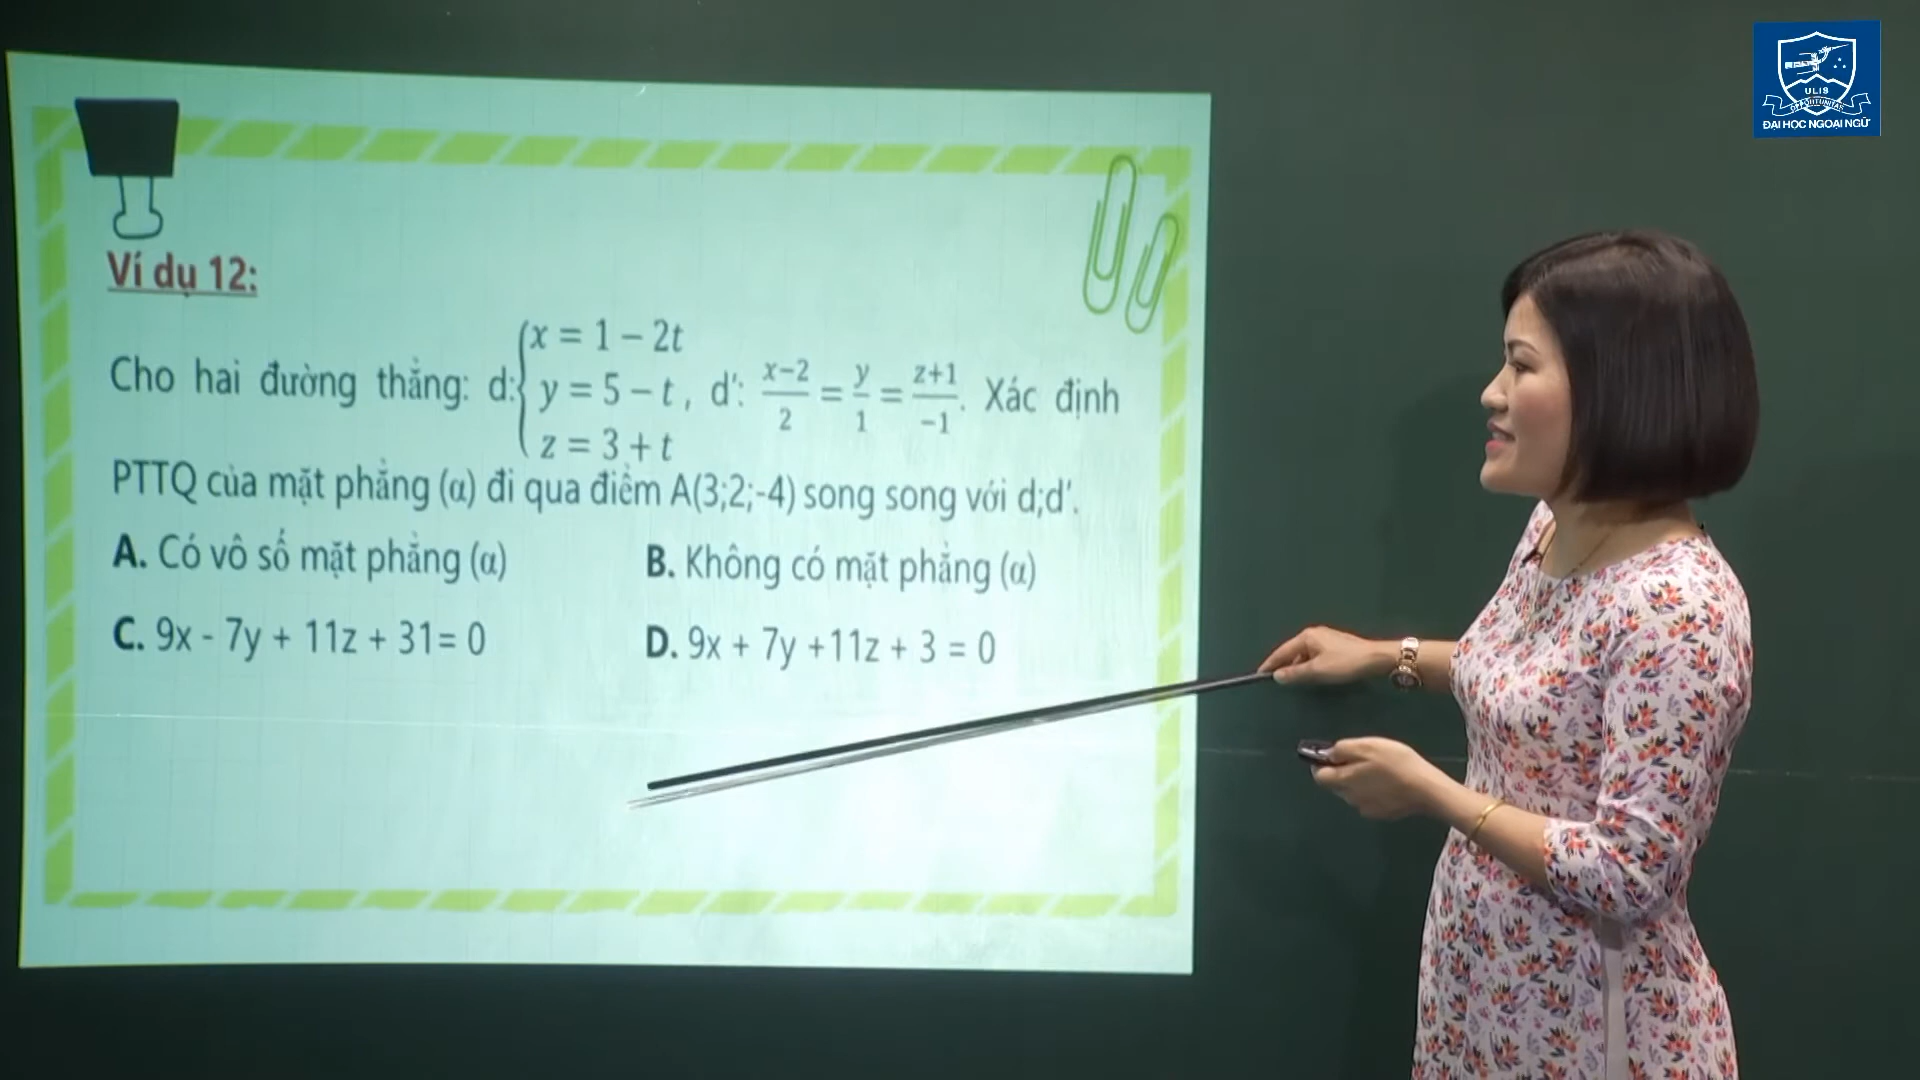 ULIS
OPPORTUNITAS
ĐẠI HỌC NGOẠI NGỮ
Ví dụ 12:
Cho hai đường thẳng: d:{x = 1 − 2t y = 5 − t z = 3 + t, d′: (x−2)/2 = y/1 = (z+1)/−1. Xác định
PTTQ của mặt phẳng (α) đi qua điểm A(3;2;-4) song song với d;d′.
A. Có vô số mặt phẳng (α) B. Không có mặt phẳng (α)
C. 9x - 7y + 11z + 31= 0 D. 9x + 7y +11z + 3 = 0